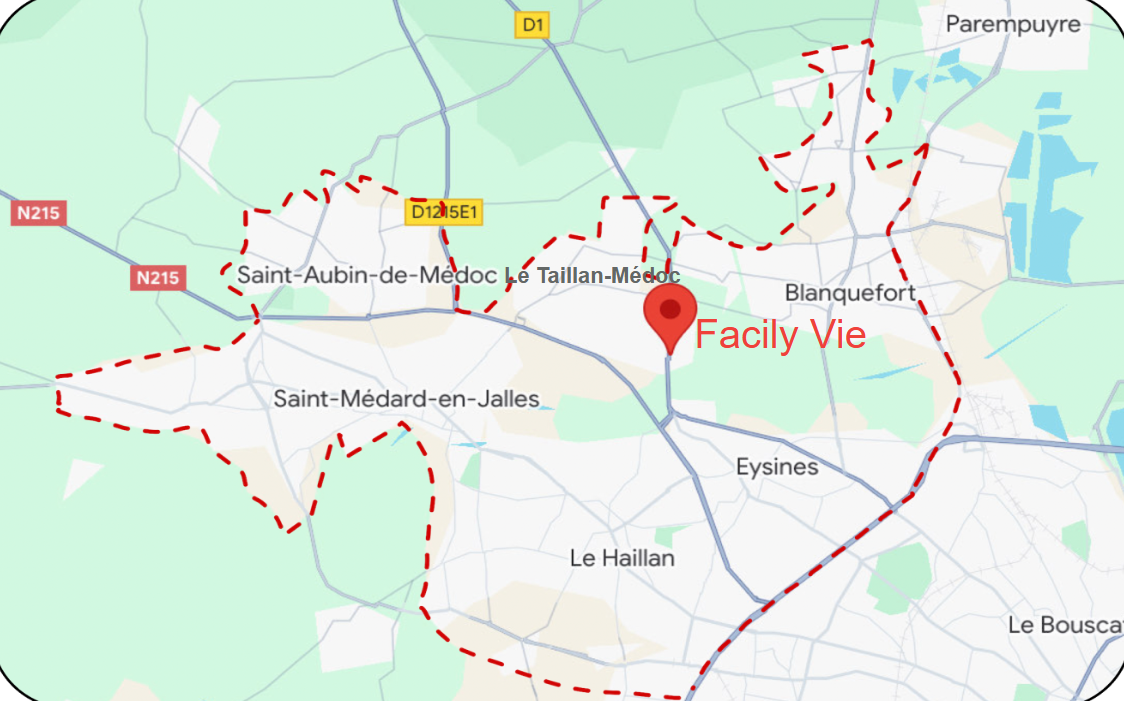 D1
Parempuyre
N215
D1215E1
N215
Saint-Aubin-de-Médoc
Le Taillan-Médoc
Blanquefort
Facily Vie
Saint-Médard-en-Jalles
Eysines
Le Haillan
Le Bousca